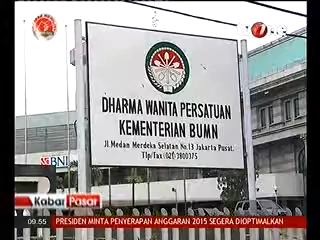 DHARMA WANITA PERSATUAN
KEMENTERIAN BUMN
Jl. Medan Merdeka Selatan No.13 Jakarta Pusat.
Tlp/Fax (021) 3800375
BNI
Kabar Pasar
09:55 PRESIDEN MINTA PENYERAPAN ANGGARAN 2015 SEGERA DIOPTIMALKAN